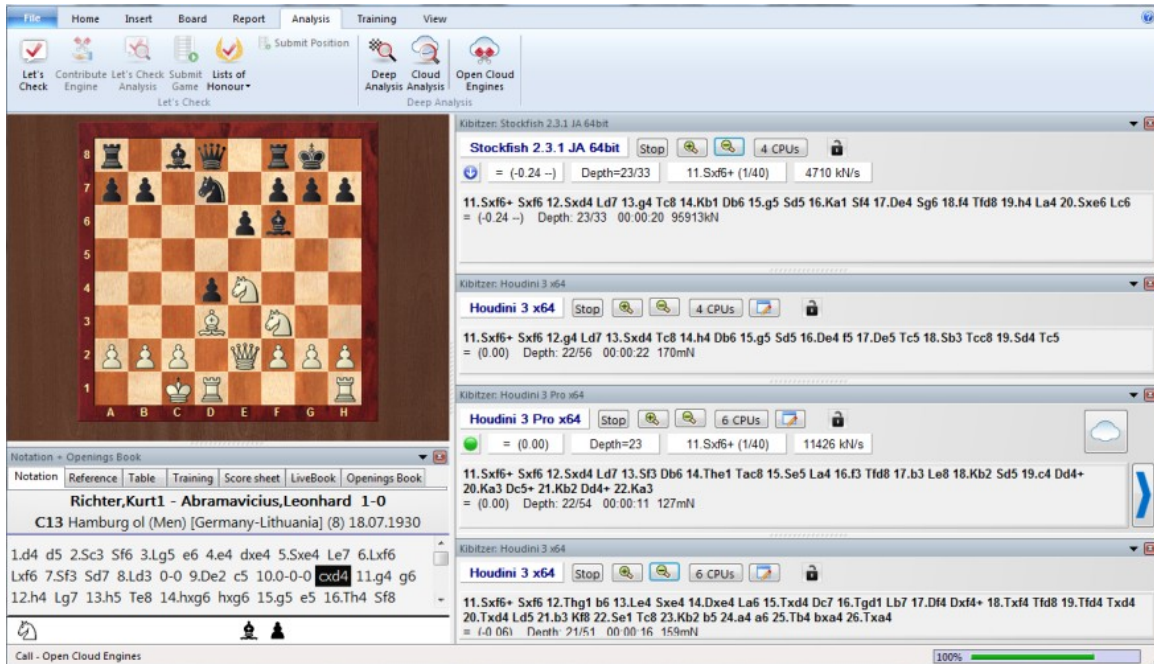 File Home Insert Board Report Analysis Training View
Let's Check
Contribute Engine
Let's Check Analysis
Submit Game
Lists of Honour
Submit Position
Deep Analysis
Cloud Analysis
Open Cloud Engines
Let's Check
Deep Analysis
8
7
6
5
4
3
2
1
A B C D E F G H
Notation + Openings Book
Notation Reference Table Training Score sheet LiveBook Openings Book
Richter,Kurt1 - Abramavicius,Leonhard 1-0
C13 Hamburg ol (Men) [Germany-Lithuania] (8) 18.07.1930
1.d4 d5 2.Sc3 Sf6 3.Lg5 e6 4.e4 dxe4 5.Sxe4 Le7 6.Lxf6
Lxf6 7.Sf3 Sd7 8.Ld3 0-0 9.De2 c5 10.0-0-0 cxd4 11.g4 g6
12.h4 Lg7 13.h5 Te8 14.hxg6 hxg6 15.g5 e5 16.Th4 Sf8
Kibitzer: Stockfish 2.3.1 JA 64bit
Stockfish 2.3.1 JA 64bit Stop 4 CPUs
= (-0.24 --) Depth=23/33 11.Sxf6+ (1/40) 4710 kN/s
11.Sxf6+ Sxf6 12.Sxd4 Ld7 13.g4 Tc8 14.Kb1 Db6 15.g5 Sd5 16.Ka1 Sf4 17.De4 Sg6 18.f4 Tfd8 19.h4 La4 20.Sxe6 Lc6
= (-0.24 --) Depth: 23/33 00:00:20 95913kN
Kibitzer: Houdini 3 x64
Houdini 3 x64 Stop 4 CPUs
11.Sxf6+ Sxf6 12.g4 Ld7 13.Sxd4 Tc8 14.h4 Db6 15.g5 Sd5 16.De4 f5 17.De5 Tc5 18.Sb3 Tcc8 19.Sd4 Tc5
= (0.00) Depth: 22/56 00:00:22 170mN
Kibitzer: Houdini 3 Pro x64
Houdini 3 Pro x64 Stop 6 CPUs
= (0.00) Depth=23 11.Sxf6+ (1/40) 11426 kN/s
11.Sxf6+ Sxf6 12.Sxd4 Ld7 13.Sf3 Db6 14.The1 Tac8 15.Se5 La4 16.f3 Tfd8 17.b3 Le8 18.Kb2 Sd5 19.c4 Dd4+
20.Ka3 Dc5+ 21.Kb2 Dd4+ 22.Ka3
= (0.00) Depth: 22/54 00:00:11 127mN
Kibitzer: Houdini 3 x64
Houdini 3 x64 Stop 6 CPUs
11.Sxf6+ Sxf6 12.Thg1 b6 13.Le4 Sxe4 14.Dxe4 La6 15.Txd4 Dc7 16.Tgd1 Lb7 17.Df4 Dxf4+ 18.Txf4 Tfd8 19.Tfd4 Txd4
20.Txd4 Ld5 21.b3 Kf8 22.Se1 Tc8 23.Kb2 b5 24.a4 a6 25.Tb4 bxa4 26.Txa4
= (-0.06) Depth: 21/51 00:00:16 159mN
Call - Open Cloud Engines
100%